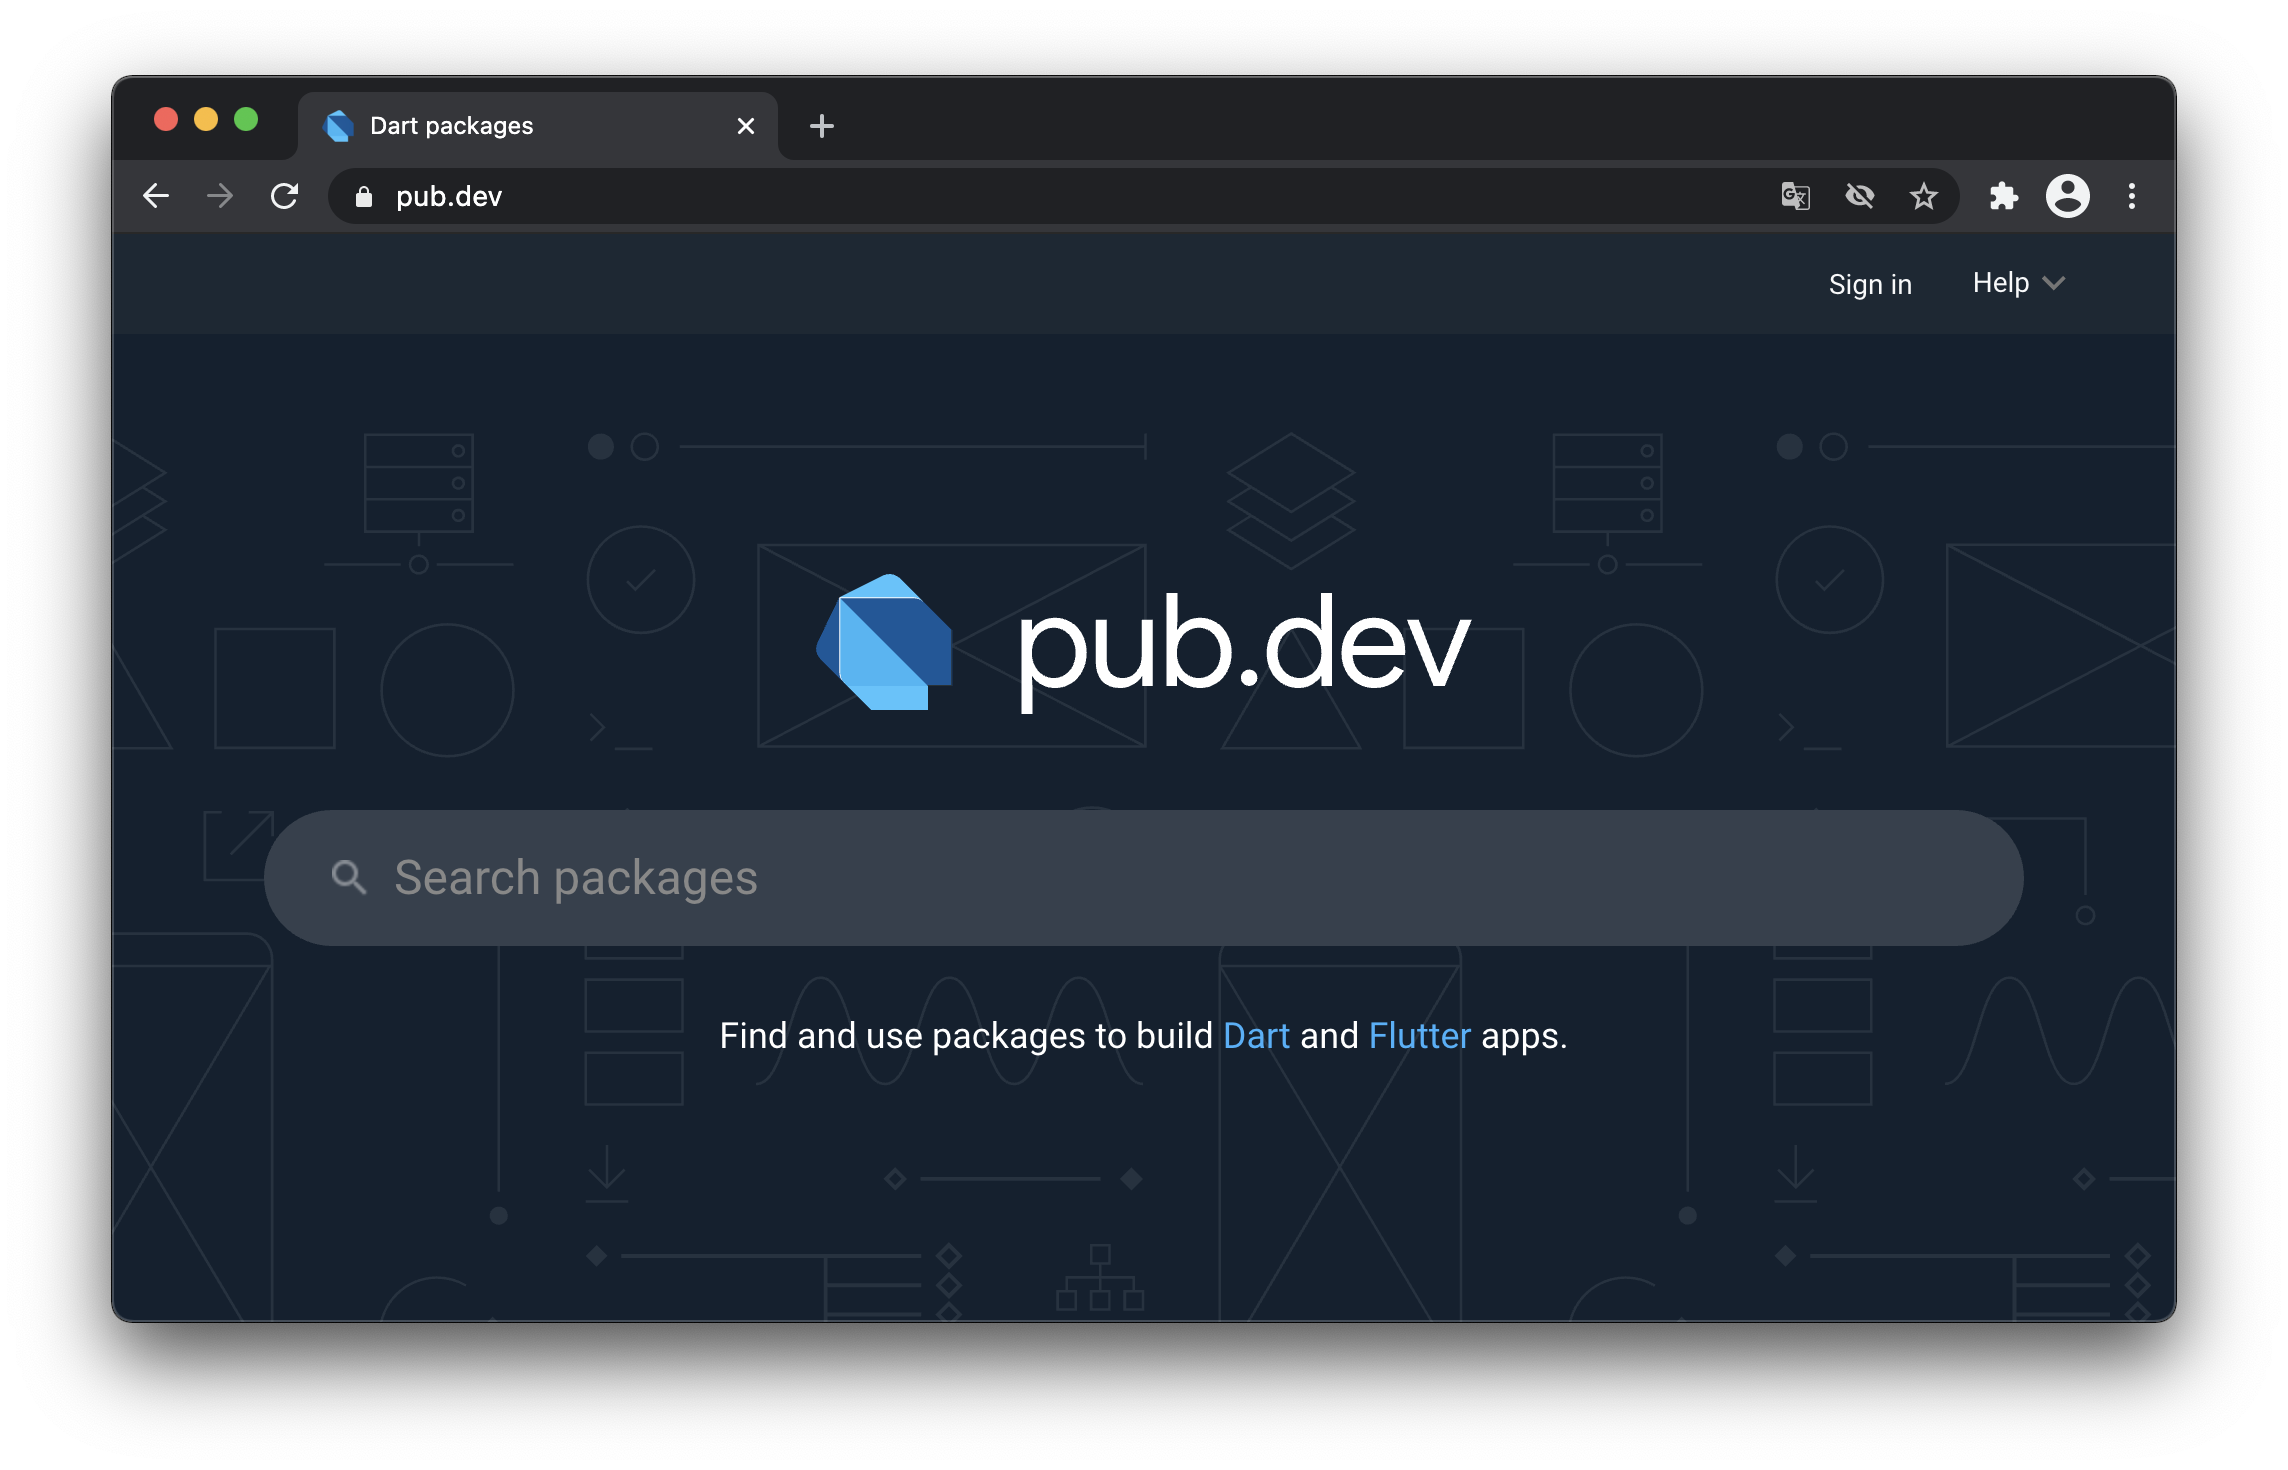 Dart packages
pub.dev
Sign in
Help
pub.dev
Search packages
Find and use packages to build Dart and Flutter apps.